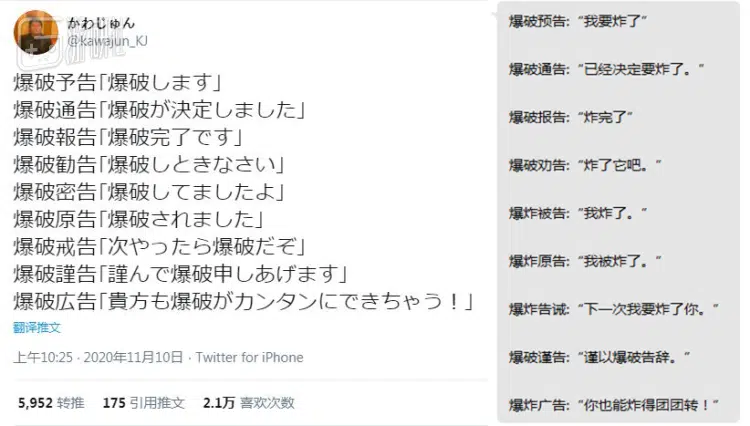 かわじゅん
@kawajun_KJ
爆破予告「爆破します」
爆破通告「爆破が決定しました」
爆破報告「爆破完了です」
爆破勧告「爆破しときなさい」
爆破密告「爆破してましたよ」
爆破原告「爆破されました」
爆破戒告「次やったら爆破だぞ」
爆破謹告「謹んで爆破申しあげます」
爆破広告「貴方も爆破がカンタンにできちゃう！」
翻译推文
上午10:25 · 2020年11月10日 · Twitter for iPhone
5,952 转推 175 引用推文 2.1万 喜欢次数
爆破预告：“我要炸了”
爆破通告：“已经决定要炸了。”
爆破报告：“炸完了”
爆破劝告：“炸了它吧。”
爆炸被告：“我炸了。”
爆炸原告：“我被炸了。”
爆炸告诫：“下一次我要炸了你。”
爆破谨告：“谨以爆破告辞。”
爆炸广告：“你也能炸得团团转！”